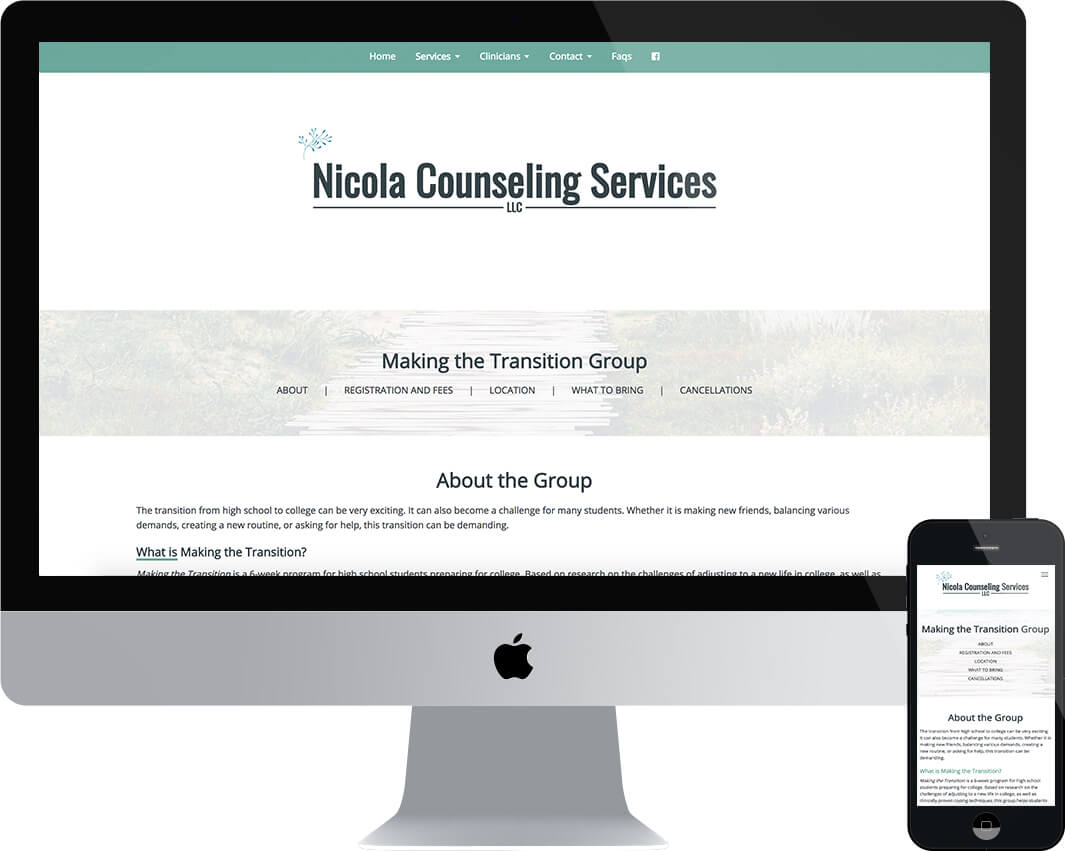 Home Services Clinicians Contact Faqs
Nicola Counseling Services
LLC
Making the Transition Group
ABOUT | REGISTRATION AND FEES | LOCATION | WHAT TO BRING | CANCELLATIONS
About the Group
The transition from high school to college can be very exciting. It can also become a challenge for many students. Whether it is making new friends, balancing various
demands, creating a new routine, or asking for help, this transition can be demanding.
What is Making the Transition?
Making the Transition is a 6-week program for high school students preparing for college. Based on research on the challenges of adjusting to a new life in college, as well as
Nicola Counseling Services
LLC
Making the Transition Group
ABOUT
REGISTRATION AND FEES
LOCATION
WHAT TO BRING
CANCELLATIONS
About the Group
The transition from high school to college can be very exciting.
It can also become a challenge for many students. Whether it is
making new friends, balancing various demands, creating a
new routine, or asking for help, this transition can be
demanding.
What is Making the Transition?
Making the Transition is a 6-week program for high school
students preparing for college. Based on research on the
challenges of adjusting to a new life in college, as well as
clinically-proven coping techniques, this group helps students